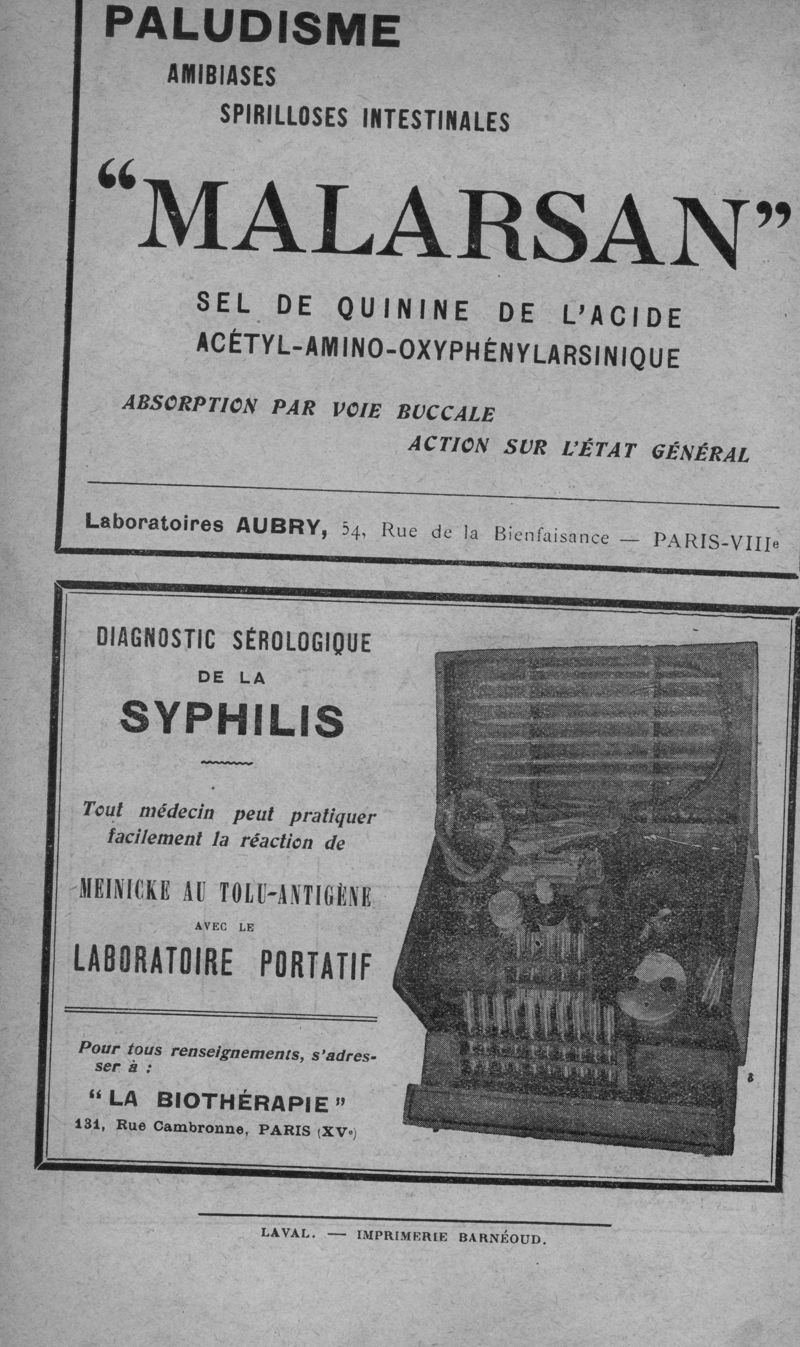 PALUDISME
AMIBIASES
SPIRILLOSES INTESTINALES
“MALARSAN”
SEL DE QUININE DE L’ACIDE
ACÉTYL-AMINO-OXYPHÉNYLARSINIQUE
ABSORPTION PAR VOIE BUCCALE
ACTION SUR L’ÉTAT GÉNÉRAL
Laboratoires AUBRY, 54, Rue de la Bienfaisance — PARIS-VIIIe
DIAGNOSTIC SÉROLOGIQUE
DE LA
SYPHILIS
Tout médecin peut pratiquer
facilement la réaction de
MEINICKE AU TOLU-ANTIGÈNE
AVEC LE
LABORATOIRE PORTATIF
Pour tous renseignements, s’adres-
ser à :
“LA BIOTHÉRAPIE”
131, Rue Cambronne, PARIS (XVe)
LAVAL. — IMPRIMERIE BARNÉOUD.